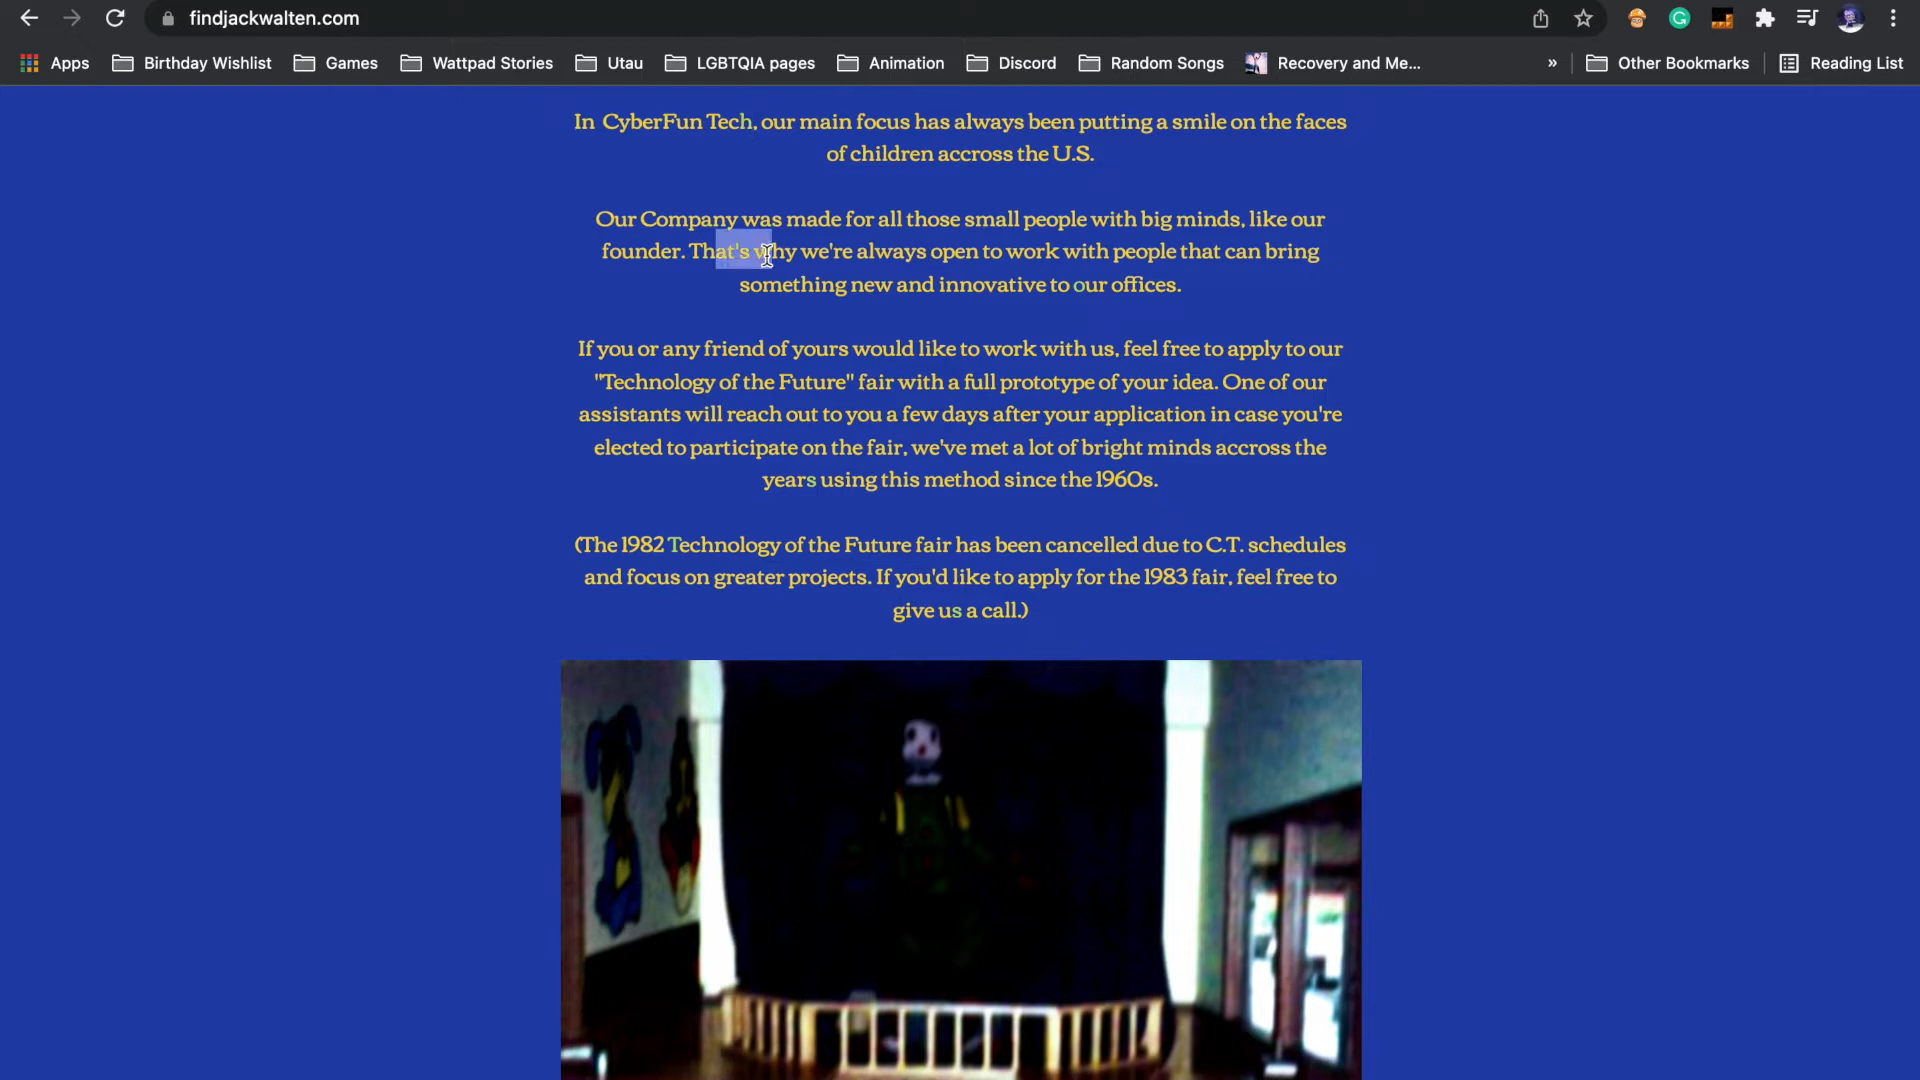 findjackwalten.com
Apps Birthday Wishlist Games Wattpad Stories Utau LGBTQIA pages Animation Discord Random Songs Recovery and Me... » Other Bookmarks Reading List
In CyberFun Tech, our main focus has always been putting a smile on the faces
of children accross the U.S.
Our Company was made for all those small people with big minds, like our
founder. That's why we're always open to work with people that can bring
something new and innovative to our offices.
If you or any friend of yours would like to work with us, feel free to apply to our
"Technology of the Future" fair with a full prototype of your idea. One of our
assistants will reach out to you a few days after your application in case you're
elected to participate on the fair, we've met a lot of bright minds accross the
years using this method since the 1960s.
(The 1982 Technology of the Future fair has been cancelled due to C.T. schedules
and focus on greater projects. If you'd like to apply for the 1983 fair, feel free to
give us a call.)